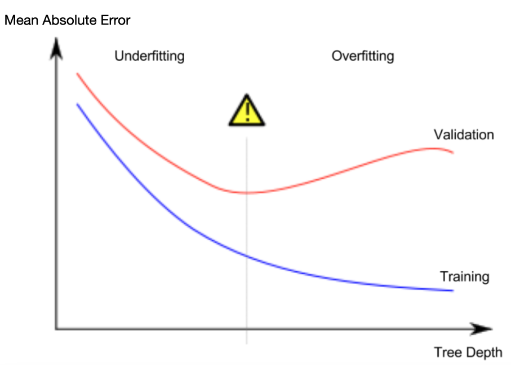 Mean Absolute Error
Underfitting
Overfitting
!
Validation
Training
Tree Depth